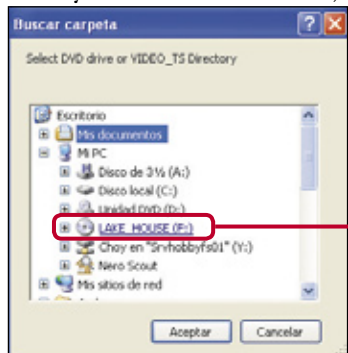 Buscar carpeta
Select DVD drive or VIDEO_TS Directory
Escritorio
Mis documentos
Mi PC
Disco de 3½ (A:)
Disco local (C:)
Unidad DVD (D:)
LAKE_HOUSE (F:)
Choy en "Srvhobbyfs01" (Y:)
Nero Scout
Mis sitios de red
Aceptar
Cancelar